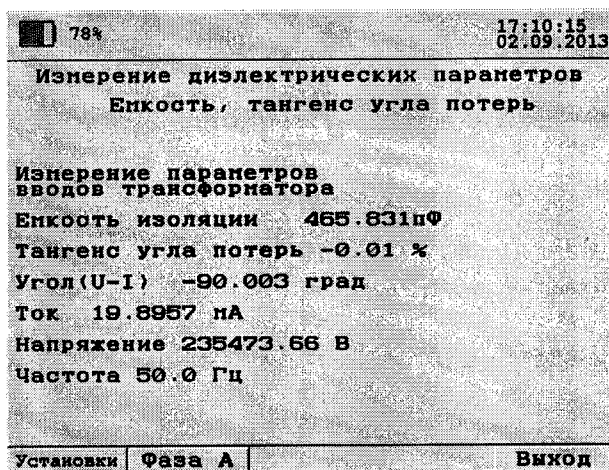 78%
17:10:15
02.09.2013
Измерение диэлектрических параметров
Емкость, тангенс угла потерь
Измерение параметров
вводов трансформатора
Емкость изоляции 465.831пФ
Тангенс угла потерь -0.01 %
Угол(U-I) -90.003 град
Ток 19.8957 мА
Напряжение 235473.66 В
Частота 50.0 Гц
Установки Фаза А Выход